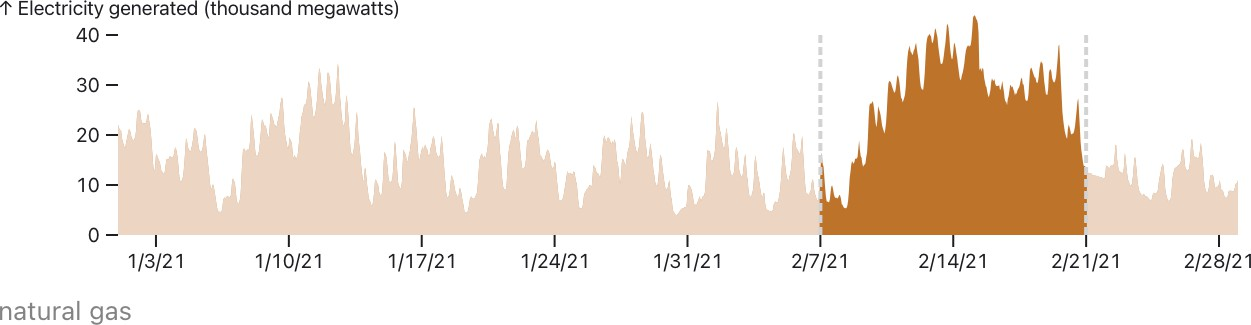 ↑ Electricity generated (thousand megawatts)
40
30
20
10
0
1/3/21 1/10/21 1/17/21 1/24/21 1/31/21 2/7/21 2/14/21 2/21/21 2/28/21
natural gas